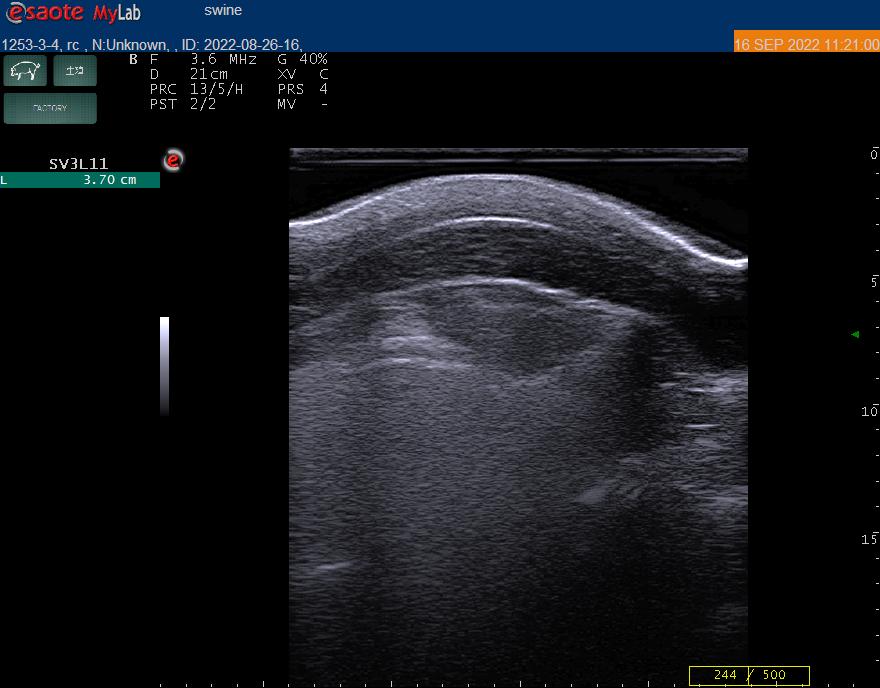 esaote MyLab
swine
1253-3-4, rc , N:Unknown, , ID: 2022-08-26-16,
16 SEP 2022 11:21:00
B F 3.6 MHz G 40%
D 21cm XV C
PRC 13/5/H PRS 4
PST 2/2 MV -
FACTORY
SV3L11
L 3.70 cm
0
5
10
15
244 / 500